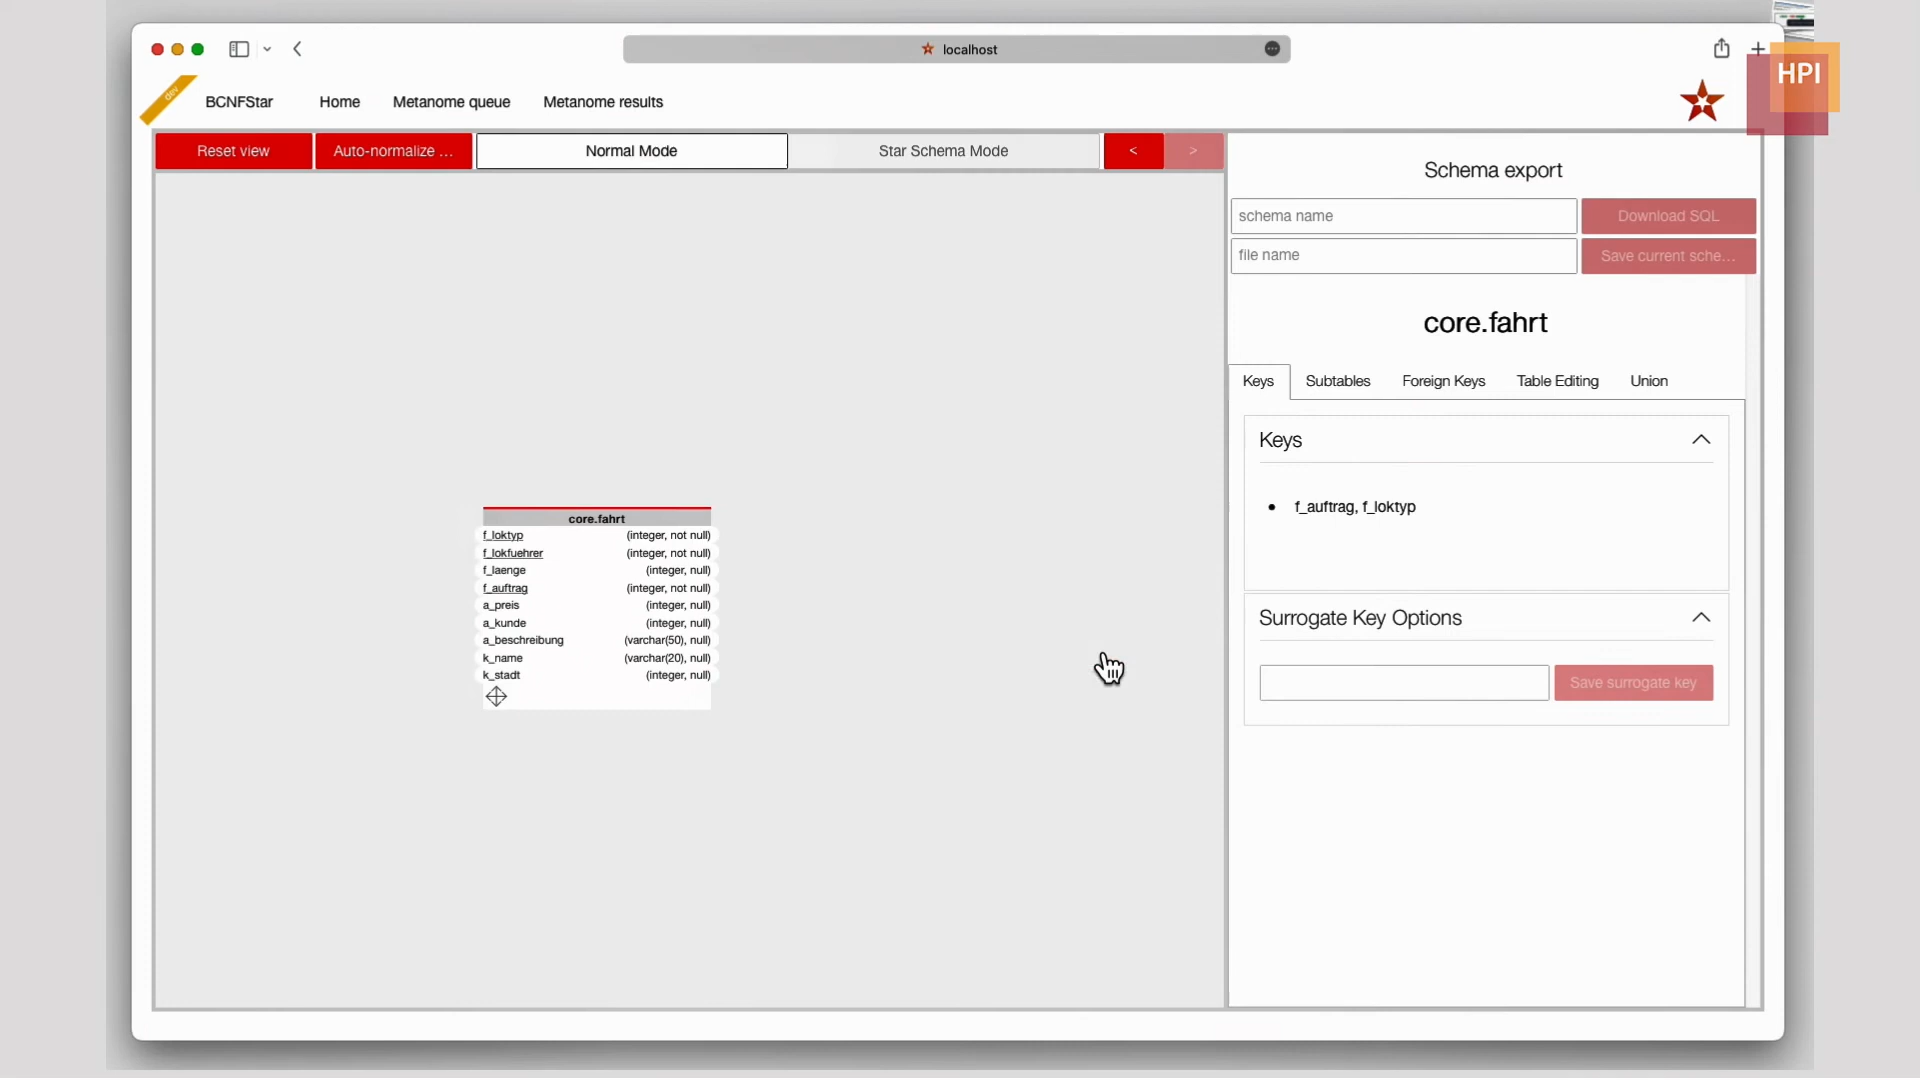 localhost
HPI
dev
BCNFStar Home Metanome queue Metanome results
Reset view Auto-normalize ... Normal Mode Star Schema Mode < >
Schema export
schema name Download SQL
file name Save current sche...
core.fahrt
Keys Subtables Foreign Keys Table Editing Union
Keys
• f_auftrag, f_loktyp
Surrogate Key Options
Save surrogate key
core.fahrt
f_loktyp (integer, not null)
f_lokfuehrer (integer, not null)
f_laenge (integer, null)
f_auftrag (integer, not null)
a_preis (integer, null)
a_kunde (integer, null)
a_beschreibung (varchar(50), null)
k_name (varchar(20), null)
k_stadt (integer, null)